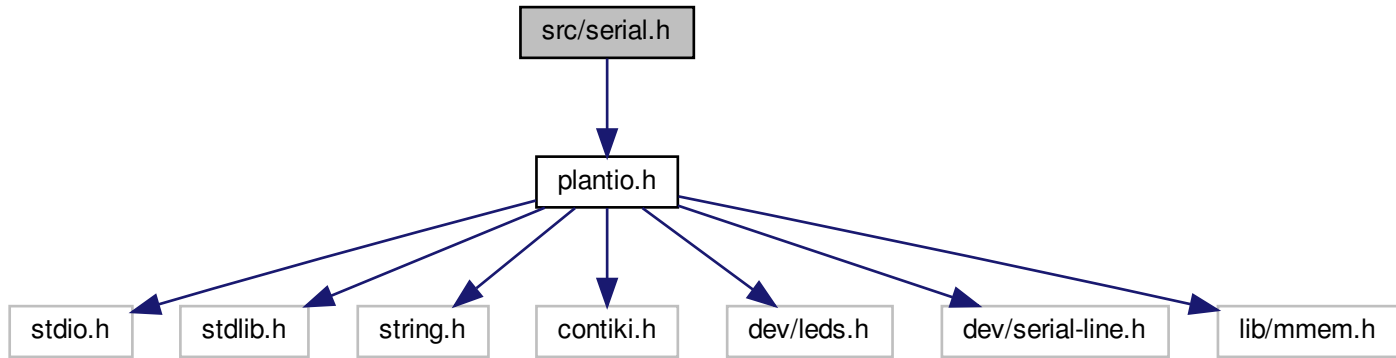 src/serial.h
plantio.h
stdio.h
stdlib.h
string.h
contiki.h
dev/leds.h
dev/serial-line.h
lib/mmem.h